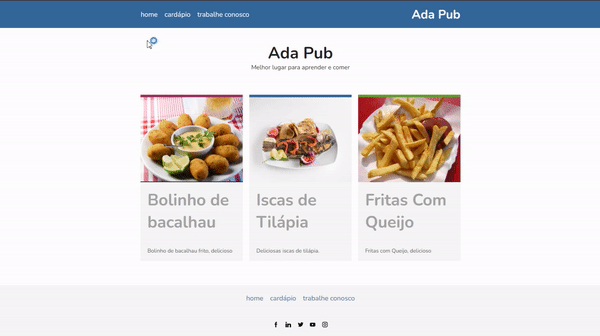 home cardápio trabalhe conosco Ada Pub
Ada Pub
Melhor lugar para aprender e comer
Bolinho de
bacalhau
Bolinho de bacalhau frito, delicioso
Iscas de
Tilápia
Deliciosas iscas de tilápia.
Fritas Com
Queijo
Fritas com Queijo, delicioso
home cardápio trabalhe conosco